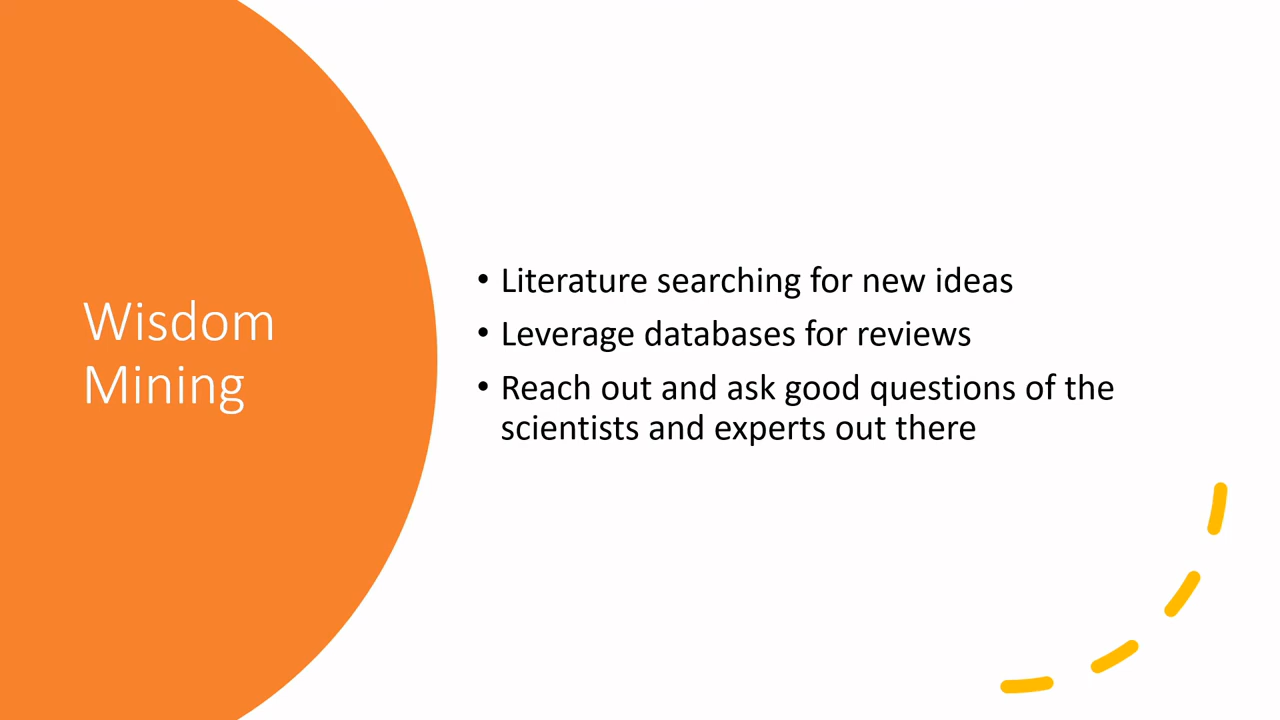 Wisdom
Mining
• Literature searching for new ideas
• Leverage databases for reviews
• Reach out and ask good questions of the
scientists and experts out there